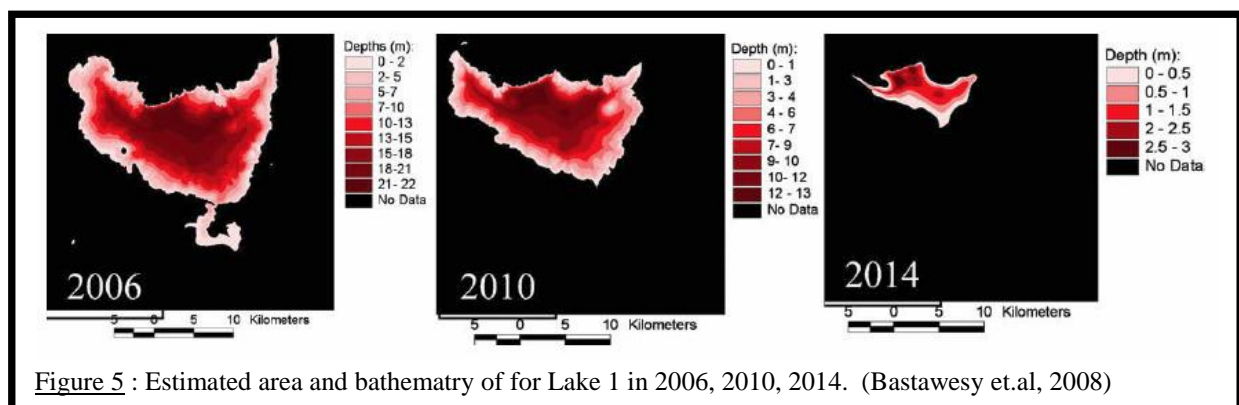 Depths (m):
0 - 2
2 - 5
5-7
7-10
10-13
13-15
15-18
18-21
21- 22
No Data
2006
5 0 5 10 Kilometers
Depth (m):
0 - 1
1- 3
3 - 4
4 - 6
6 - 7
7 - 9
9- 10
10- 12
12 - 13
No Data
2010
5 0 5 10 Kilometers
Depth (m):
0 - 0.5
0.5 - 1
1 - 1.5
2 - 2.5
2.5 - 3
No Data
2014
5 0 5 10 Kilometers
Figure 5 : Estimated area and bathematry of for Lake 1 in 2006, 2010, 2014. (Bastawesy et.al, 2008)